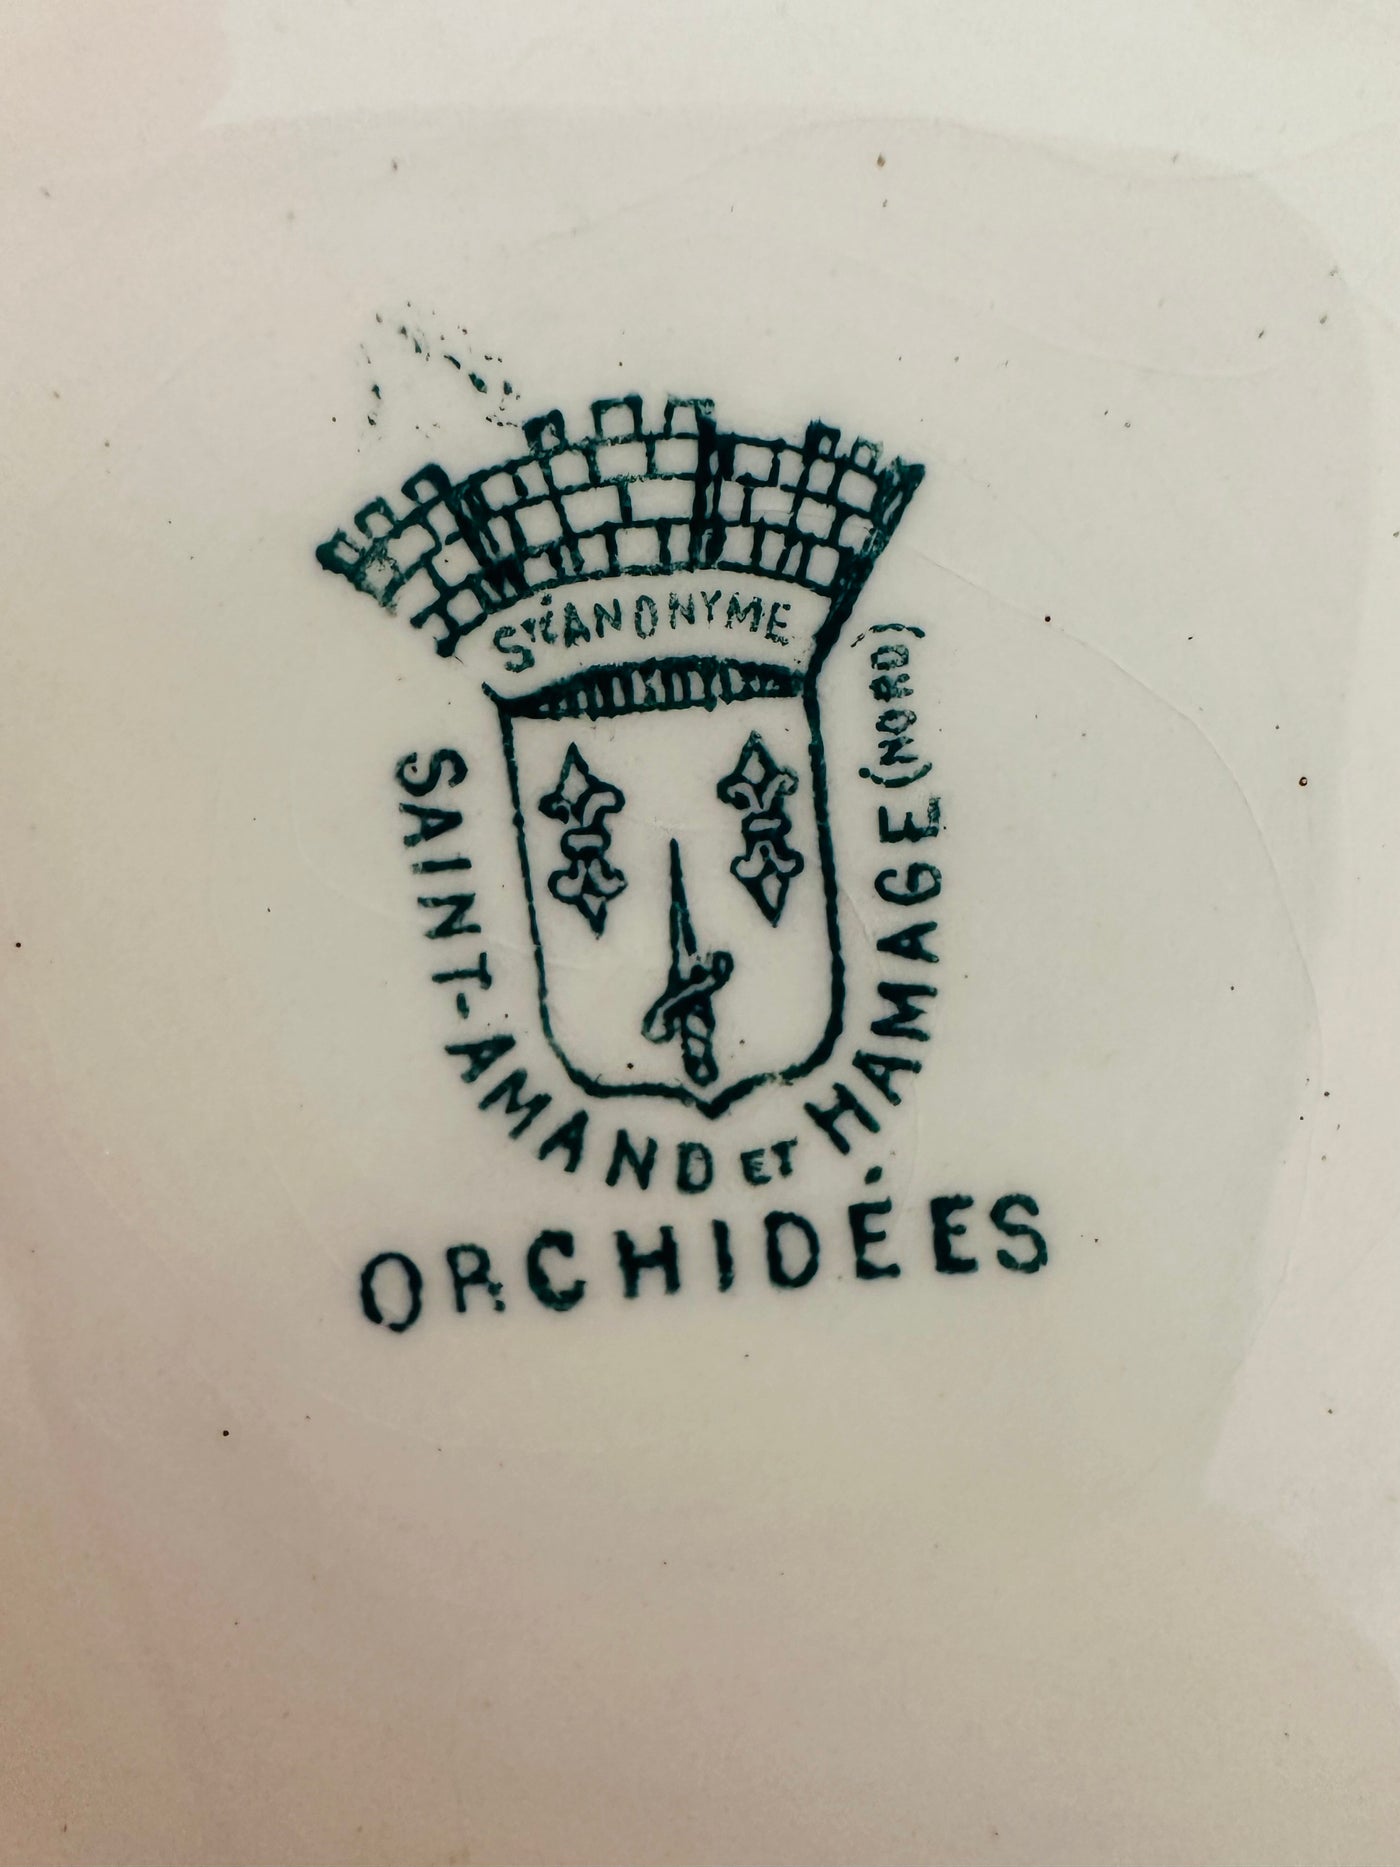 Sté ANONYME
SAINT-AMAND ET HAMAGE (NORD)
ORCHIDÉES